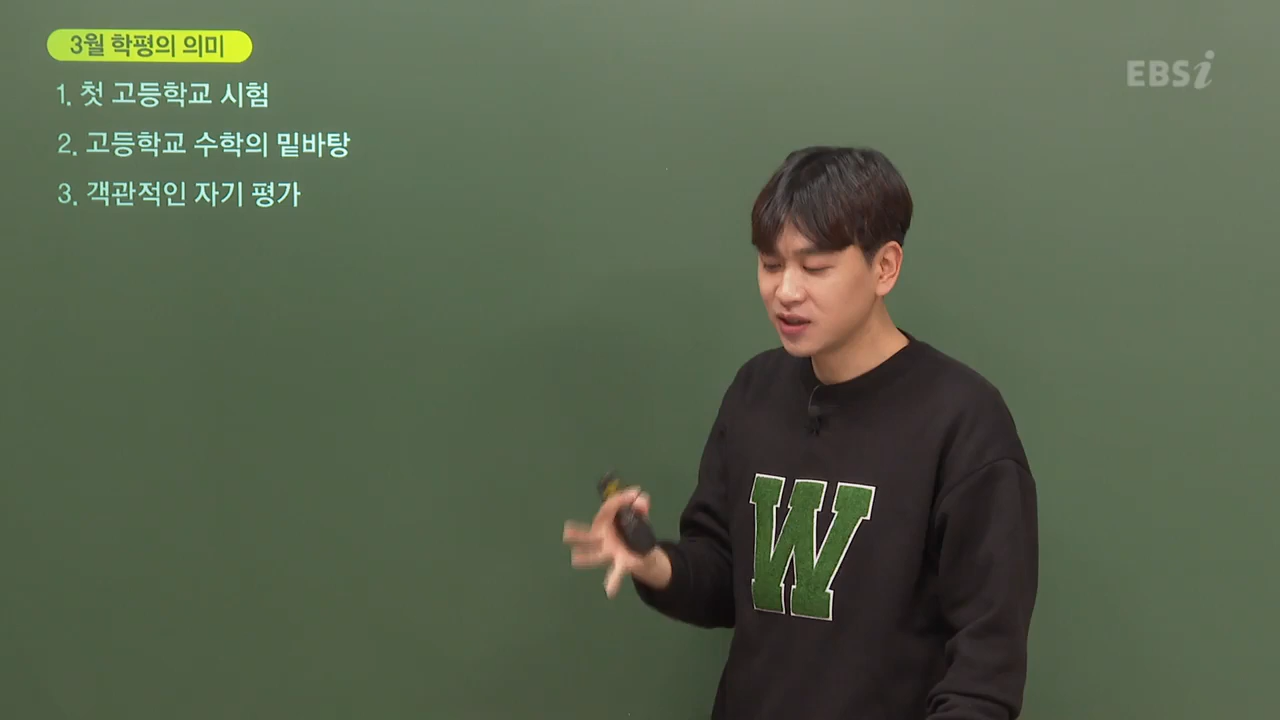 3월 학평의 의미
EBSi
1. 첫 고등학교 시험
2. 고등학교 수학의 밑바탕
3. 객관적인 자기 평가
W